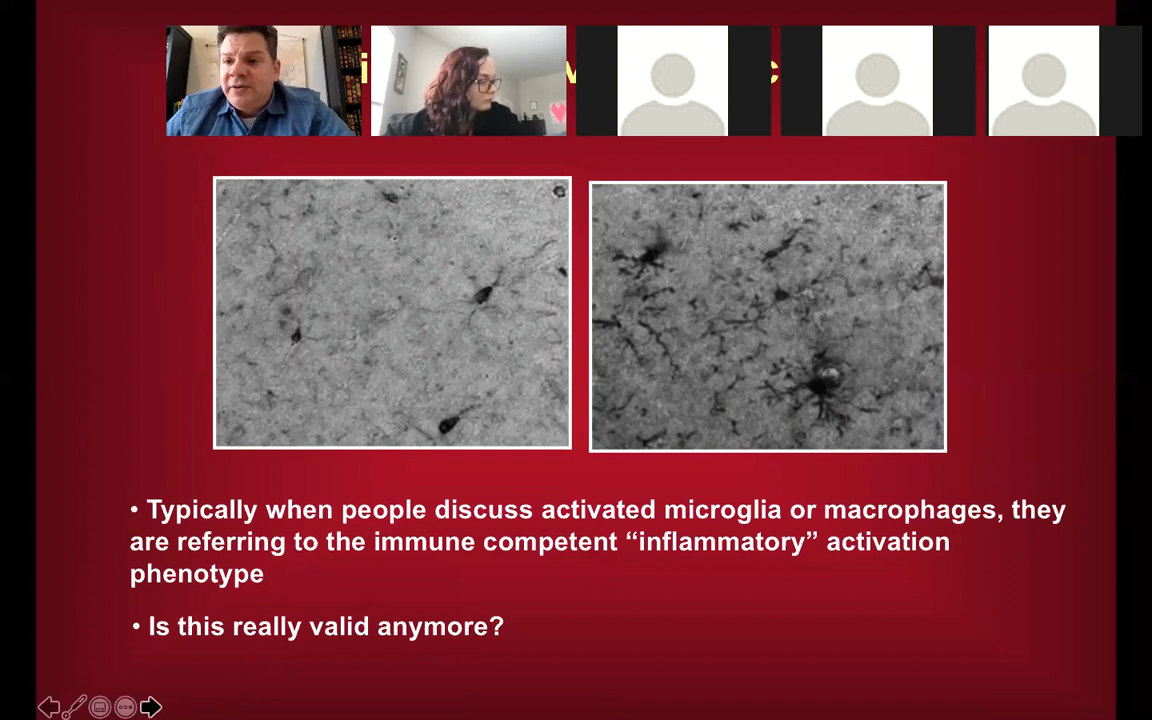 • Typically when people discuss activated microglia or macrophages, they
are referring to the immune competent “inflammatory” activation
phenotype
• Is this really valid anymore?